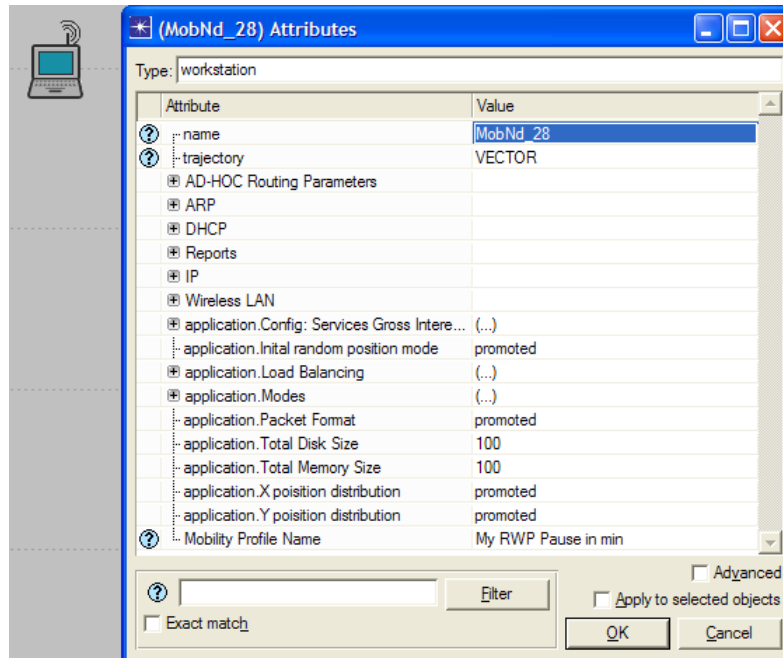 (MobNd_28) Attributes
Type: workstation
Attribute Value
name MobNd_28
trajectory VECTOR
AD-HOC Routing Parameters
ARP
DHCP
Reports
IP
Wireless LAN
application.Config: Services Gross Intere... (...)
application.Inital random position mode promoted
application.Load Balancing (...)
application.Modes (...)
application.Packet Format promoted
application.Total Disk Size 100
application.Total Memory Size 100
application.X poisition distribution promoted
application.Y poisition distribution promoted
Mobility Profile Name My RWP Pause in min
Advanced
Filter
Apply to selected objects
Exact match
OK Cancel